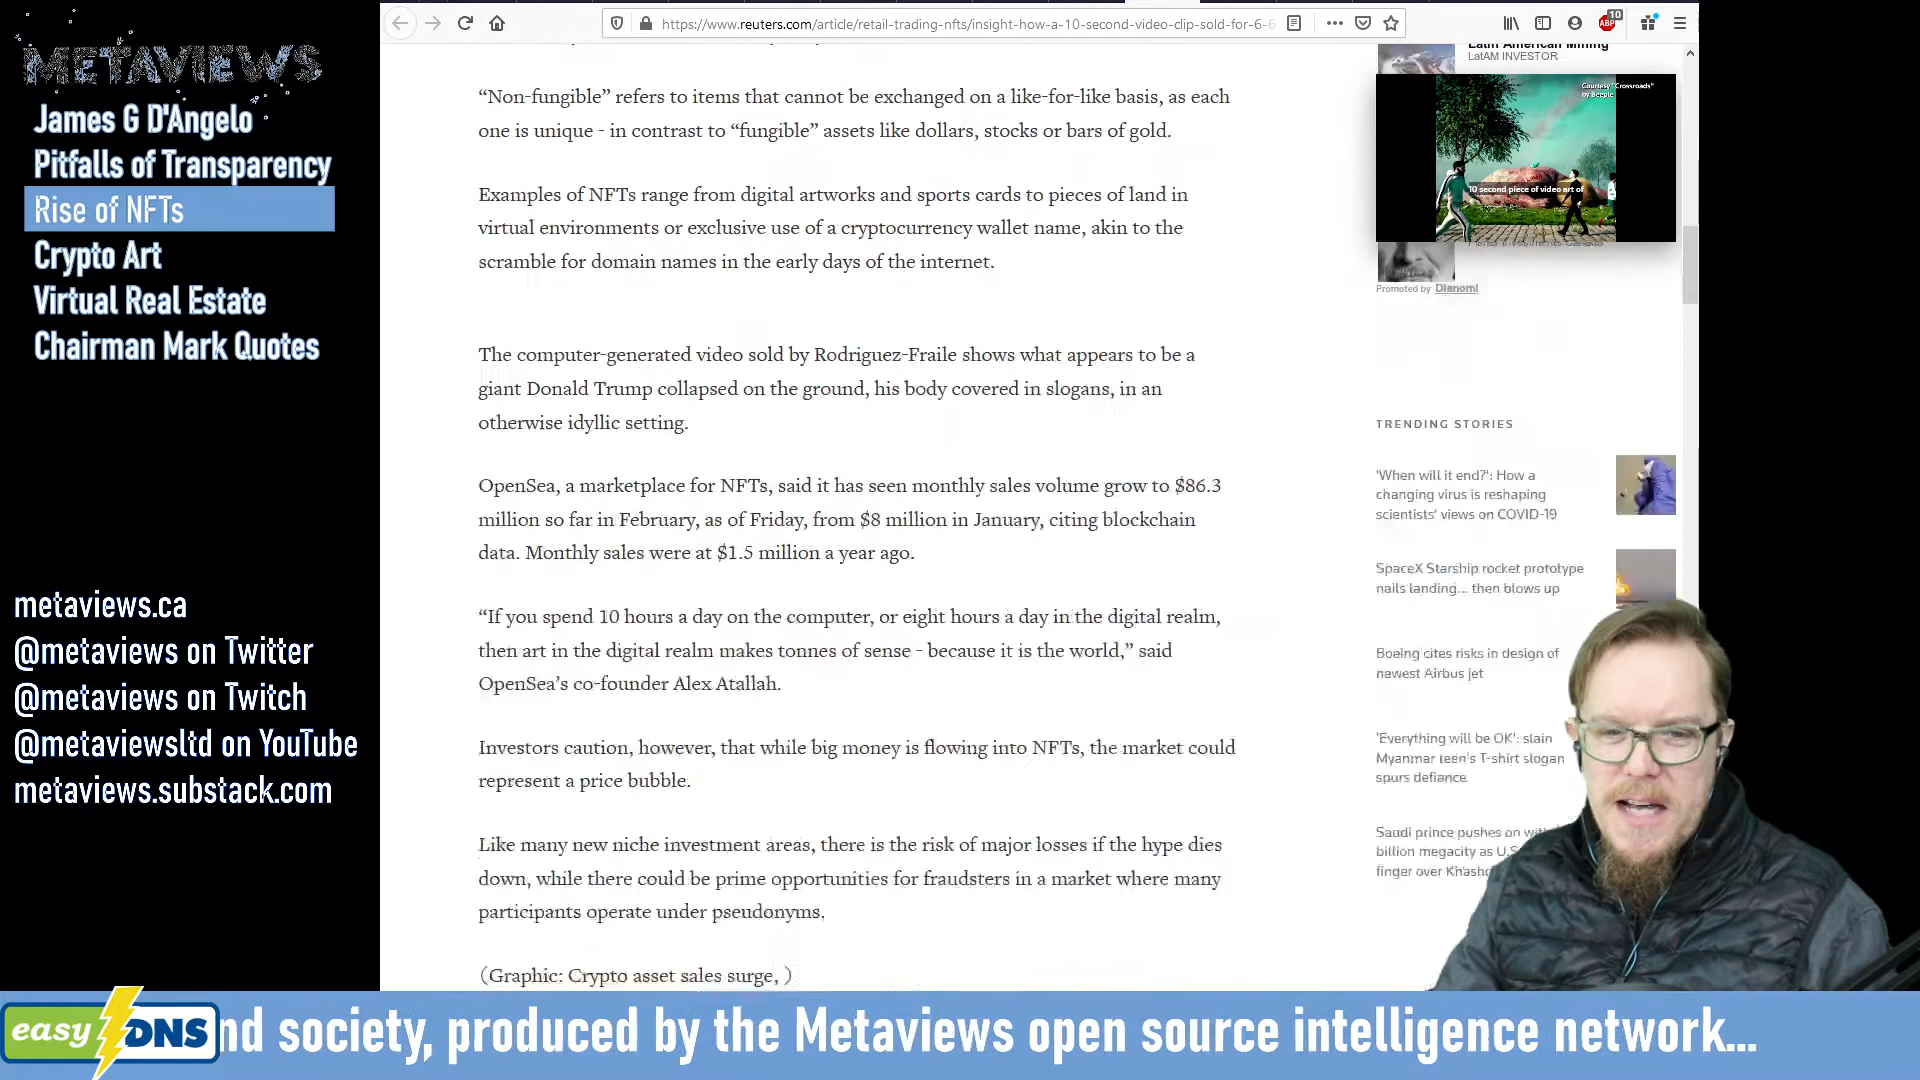 METAVIEWS
James G D'Angelo
Pitfalls of Transparency
Rise of NFTs
Crypto Art
Virtual Real Estate
Chairman Mark Quotes
metaviews.ca
@metaviews on Twitter
@metaviews on Twitch
@metaviewsltd on YouTube
metaviews.substack.com
https://www.reuters.com/article/retail-trading-nfts/insight-how-a-10-second-video-clip-sold-for-6-6
ABP
10
“Non-fungible” refers to items that cannot be exchanged on a like-for-like basis, as each
one is unique - in contrast to “fungible” assets like dollars, stocks or bars of gold.
Examples of NFTs range from digital artworks and sports cards to pieces of land in
virtual environments or exclusive use of a cryptocurrency wallet name, akin to the
scramble for domain names in the early days of the internet.
The computer-generated video sold by Rodriguez-Fraile shows what appears to be a
giant Donald Trump collapsed on the ground, his body covered in slogans, in an
otherwise idyllic setting.
OpenSea, a marketplace for NFTs, said it has seen monthly sales volume grow to $86.3
million so far in February, as of Friday, from $8 million in January, citing blockchain
data. Monthly sales were at $1.5 million a year ago.
“If you spend 10 hours a day on the computer, or eight hours a day in the digital realm,
then art in the digital realm makes tonnes of sense - because it is the world,” said
OpenSea’s co-founder Alex Atallah.
Investors caution, however, that while big money is flowing into NFTs, the market could
represent a price bubble.
Like many new niche investment areas, there is the risk of major losses if the hype dies
down, while there could be prime opportunities for fraudsters in a market where many
participants operate under pseudonyms.
(Graphic: Crypto asset sales surge, )
Latin American Mining
LatAM INVESTOR
Courtesy "Crossroads"
by Beeple
10 second piece of video art of
Promoted by Dianomi
TRENDING STORIES
'When will it end?': How a
changing virus is reshaping
scientists' views on COVID-19
SpaceX Starship rocket prototype
nails landing... then blows up
Boeing cites risks in design of
newest Airbus jet
'Everything will be OK': slain
Myanmar teen's T-shirt slogan
spurs defiance
Saudi prince pushes on
billion megacity as U.S
finger over
easyDNS
nd society, produced by the Metaviews open source intelligence network...